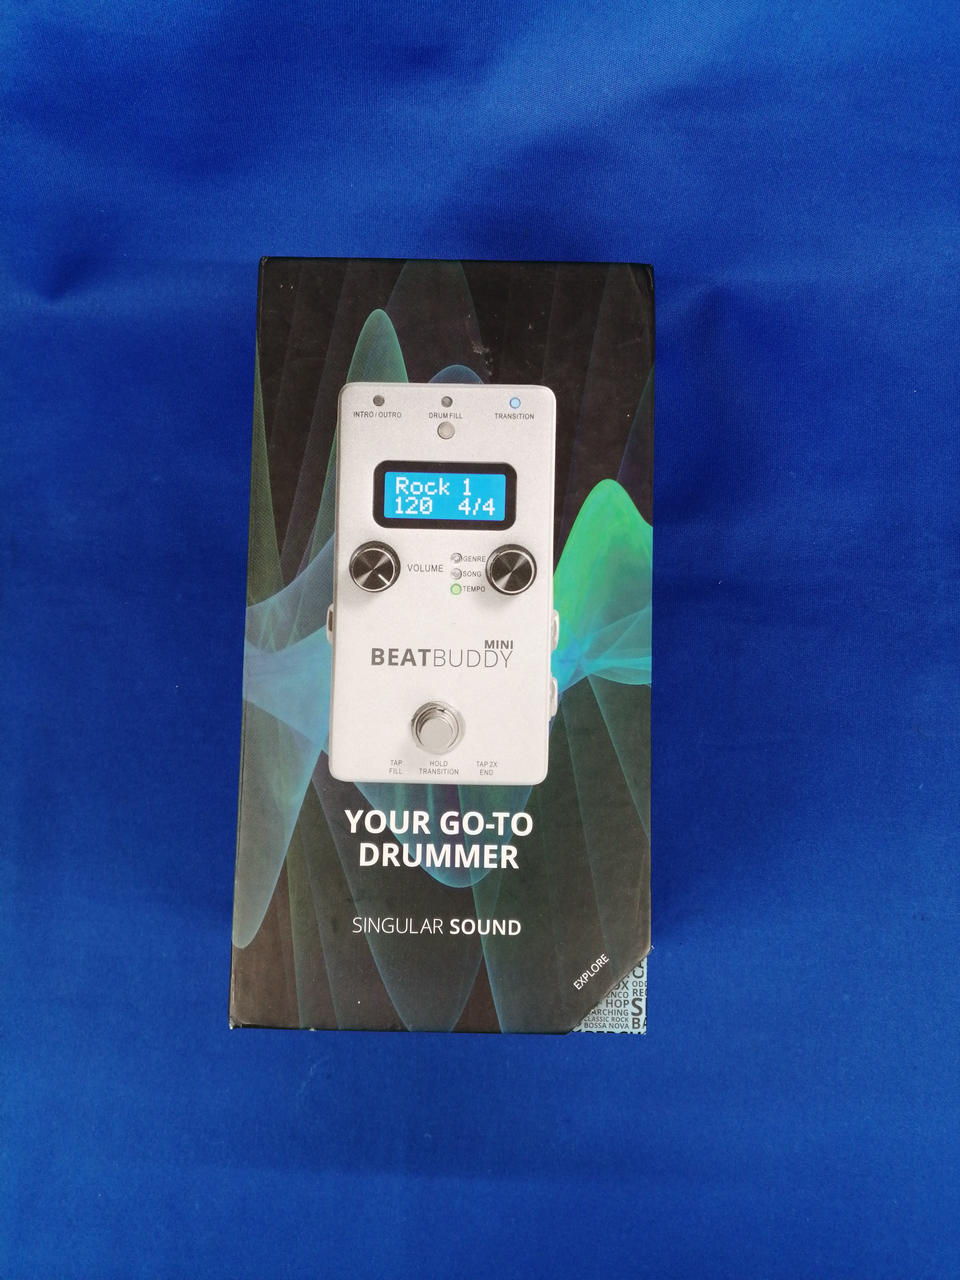 INTRO/OUTRO DRUM FILL TRANSITION
Rock 1
120 4/4
VOLUME
GENRE
SONG
TEMPO
MINI
BEATBUDDY
TAP FILL
HOLD TRANSITION
TAP 2X END
YOUR GO-TO
DRUMMER
SINGULAR SOUND
EXPLORE
HOP
CLASSIC ROCK
BOSSA NOVA